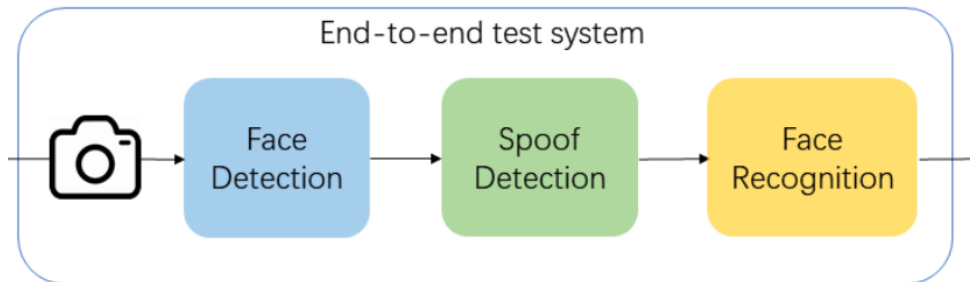 End-to-end test system
Face
Detection
Spoof
Detection
Face
Recognition